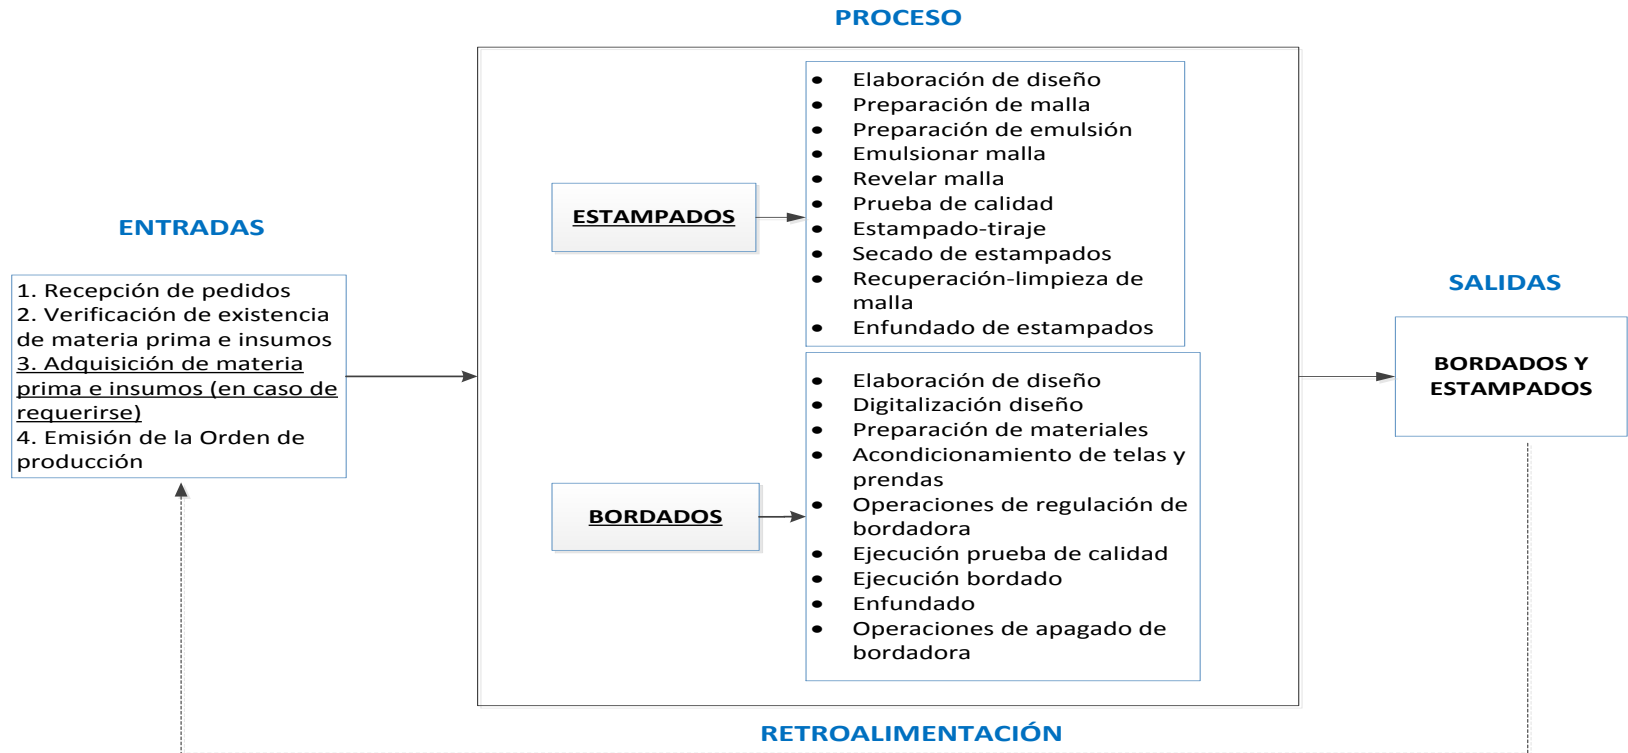 PROCESO
ENTRADAS
1. Recepción de pedidos
2. Verificación de existencia
de materia prima e insumos
3. Adquisición de materia
prima e insumos (en caso de
requerirse)
4. Emisión de la Orden de
producción
ESTAMPADOS
• Elaboración de diseño
• Preparación de malla
• Preparación de emulsión
• Emulsionar malla
• Revelar malla
• Prueba de calidad
• Estampado-tiraje
• Secado de estampados
• Recuperación-limpieza de
malla
• Enfundado de estampados
BORDADOS
• Elaboración de diseño
• Digitalización diseño
• Preparación de materiales
• Acondicionamiento de telas y
prendas
• Operaciones de regulación de
bordadora
• Ejecución prueba de calidad
• Ejecución bordado
• Enfundado
• Operaciones de apagado de
bordadora
SALIDAS
BORDADOS Y
ESTAMPADOS
RETROALIMENTACIÓN